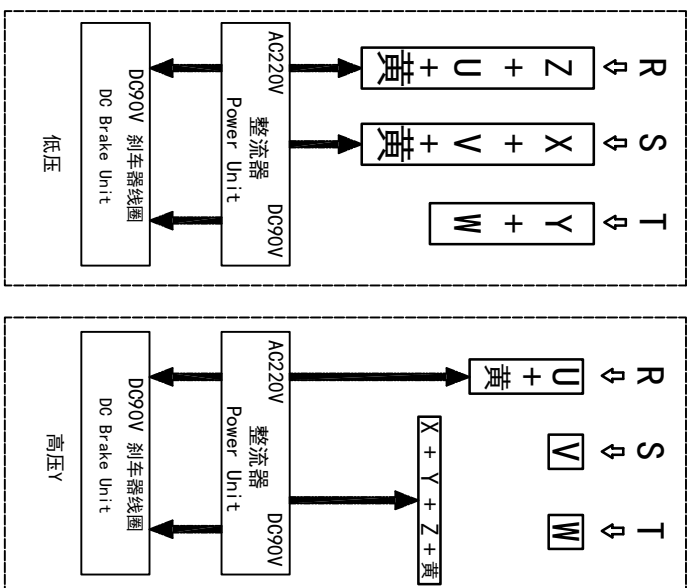 R
S
T
Z + U + 黄
X + V + 黄
Y + W
AC220V 整流器 DC90V
Power Unit
DC90V 刹车器线圈
DC Brake Unit
低压
R
S
T
U + 黄
V
W
X + Y + Z + 黄
AC220V 整流器 DC90V
Power Unit
DC90V 刹车器线圈
DC Brake Unit
高压Y